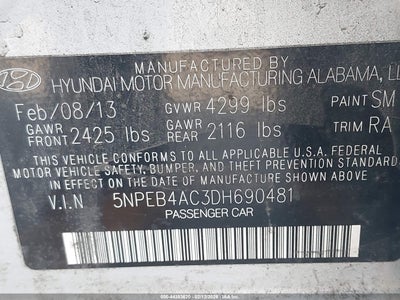 MANUFACTURED BY
HYUNDAI MOTOR MANUFACTURING ALABAMA, LL
Feb/08/13
GVWR 4299 lbs
PAINT SM
GAWR FRONT 2425 lbs
GAWR REAR 2116 lbs
TRIM RA
THIS VEHICLE CONFORMS TO ALL APPLICABLE U.S.A FEDERAL
MOTOR VEHICLE SAFETY, BUMPER, AND THEFT PREVENTION
STANDARDS IN EFFECT ON THE DATE OF MANUFACTURE SHOWN ABOVE.
V.I.N 5NPEB4AC3DH690481
PASSENGER CAR